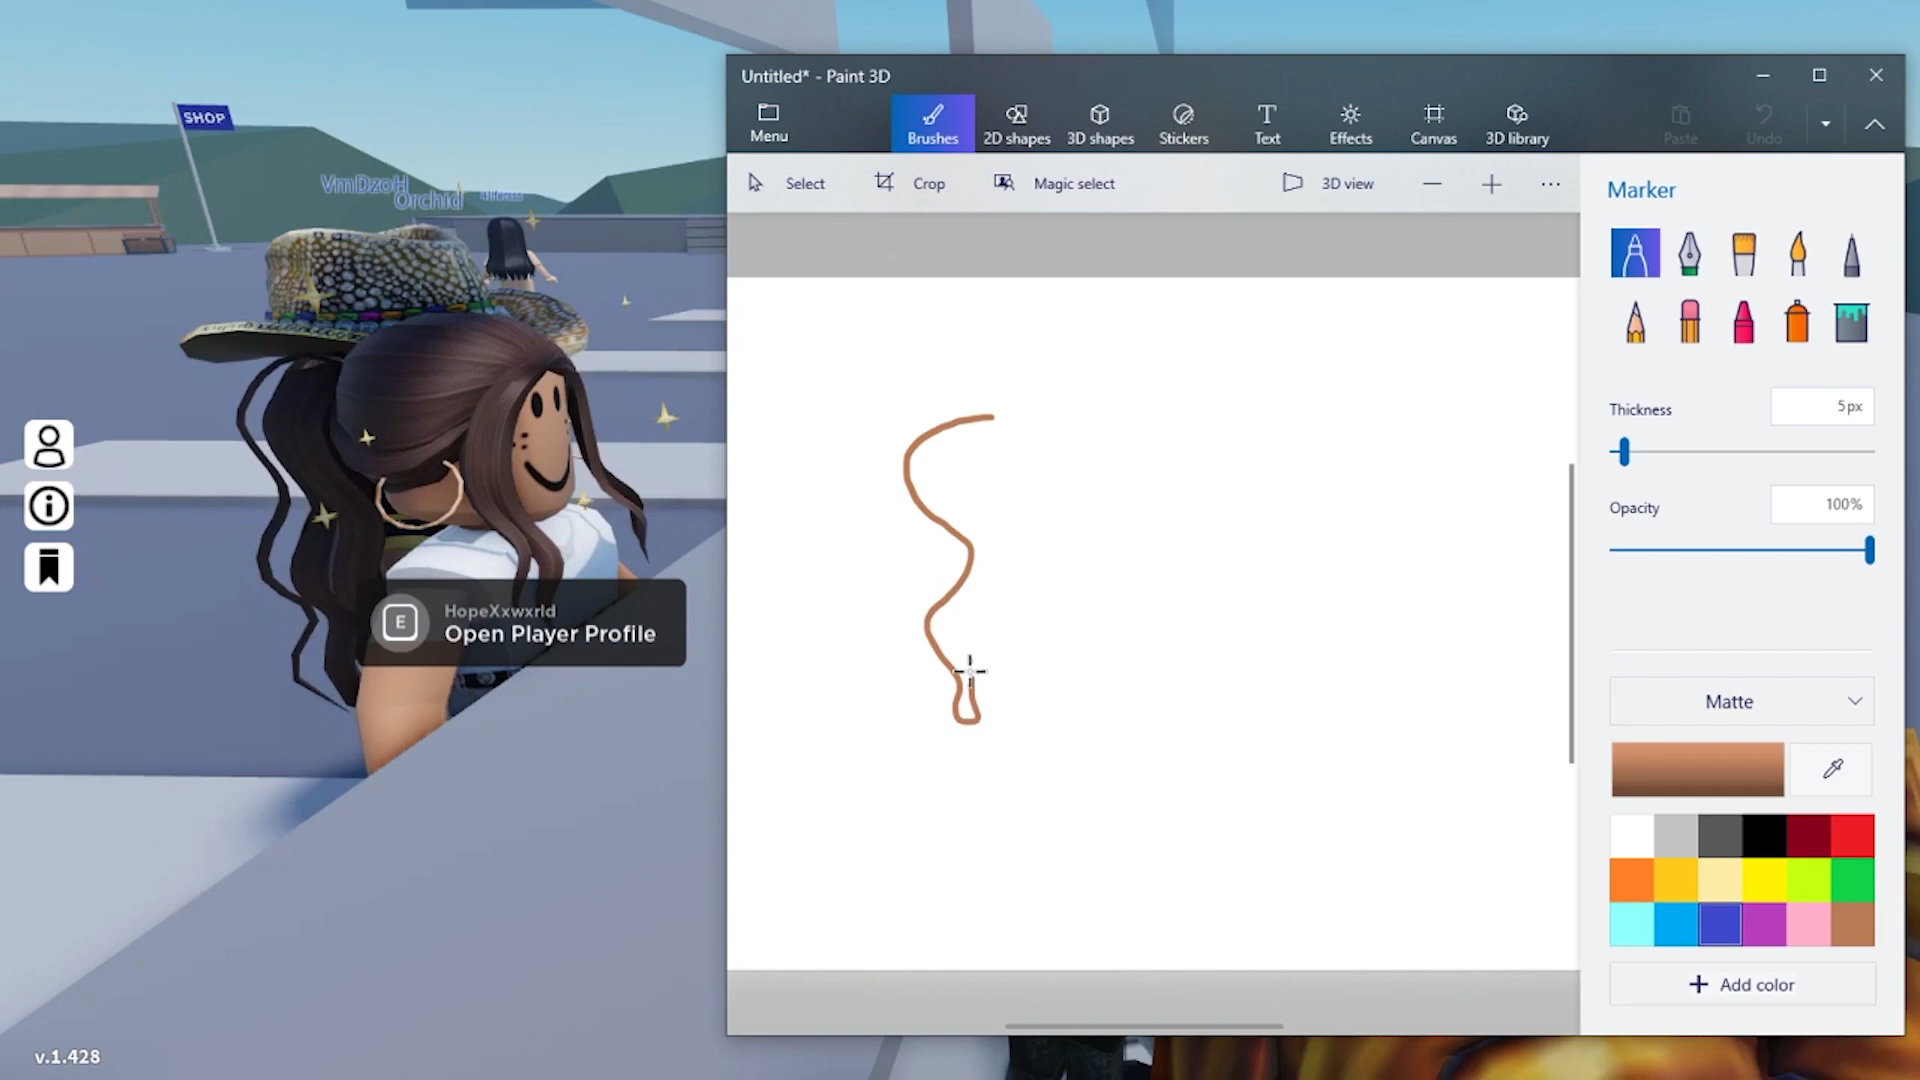 SHOP
VmDzoH
Orchid
E
HopeXxwxrld
Open Player Profile
v.1.428
Untitled* - Paint 3D
Menu
Brushes
2D shapes
3D shapes
Stickers
Text
Effects
Canvas
3D library
Paste
Undo
Select
Crop
Magic select
3D view
Marker
Thickness
5px
Opacity
100%
Matte
Add color